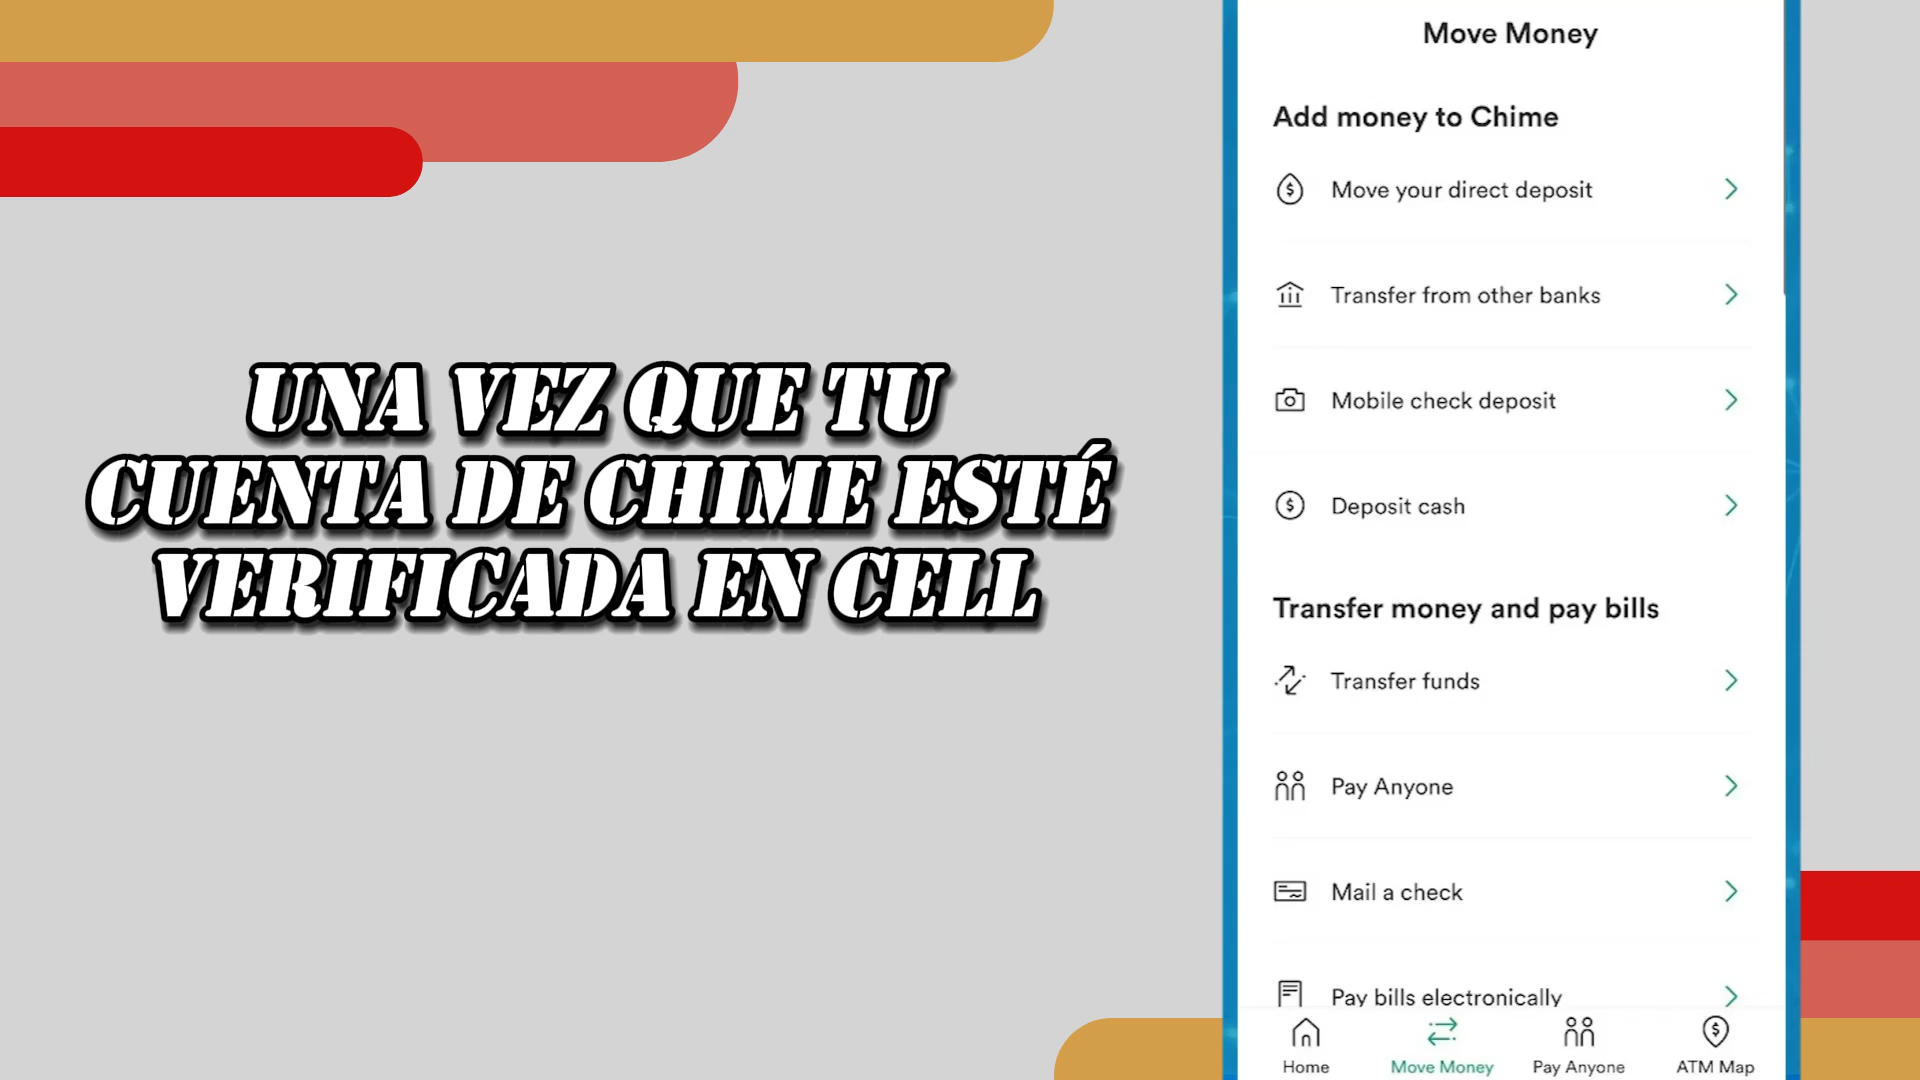 UNA VEZ QUE TU
CUENTA DE CHIME ESTÉ
VERIFICADA EN CELL
Move Money
Add money to Chime
Move your direct deposit
Transfer from other banks
Mobile check deposit
Deposit cash
Transfer money and pay bills
Transfer funds
Pay Anyone
Mail a check
Pay bills electronically
Home
Move Money
Pay Anyone
ATM Map